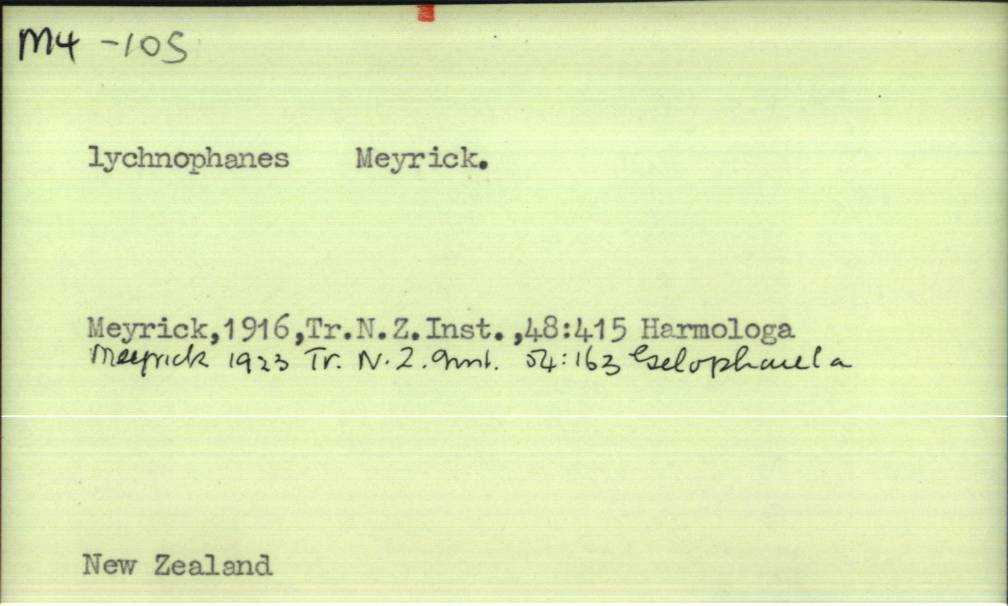 M4 -105
lychnophanes Meyrick.
Meyrick,1916,Tr.N.Z.Inst.,48:415 Harmologa
Meyrick 1923 Tr. N.Z. Inst. 54:163 Gelophaula
New Zealand